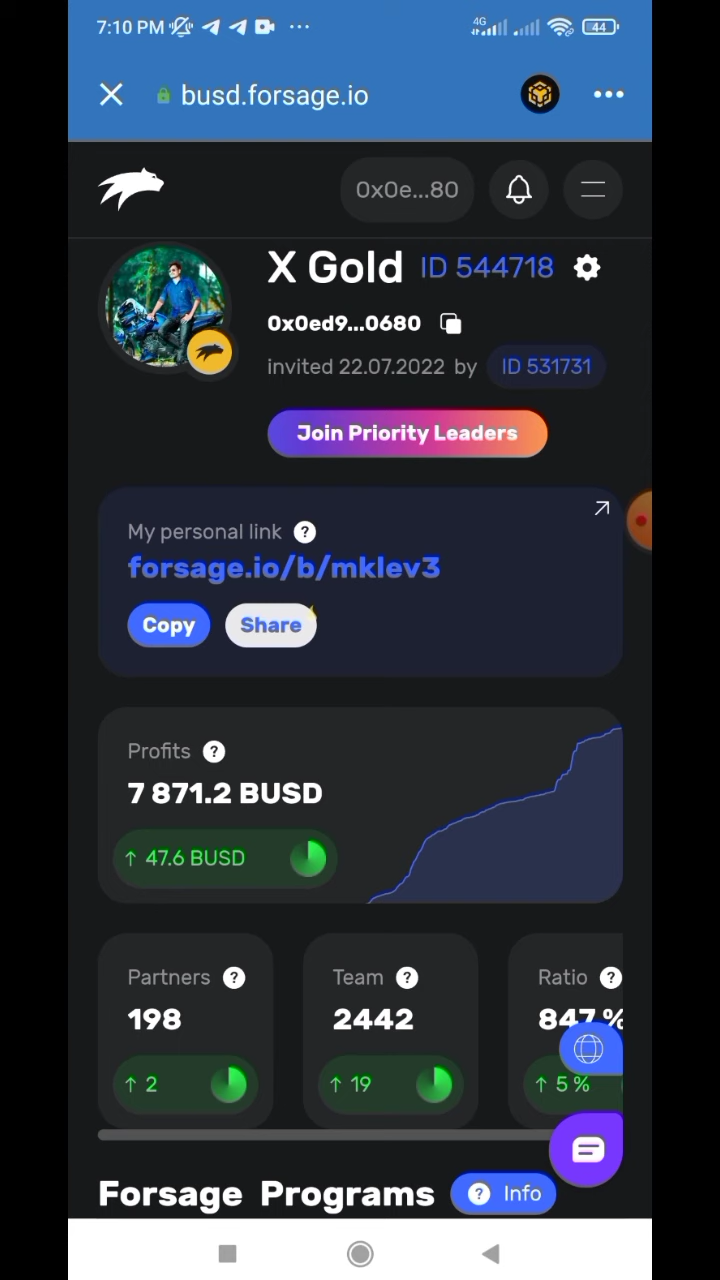 7:10 PM ...
4G 44
busd.forsage.io
0x0e...80
X Gold ID 544718
0x0ed9...0680
invited 22.07.2022 by ID 531731
Join Priority Leaders
My personal link ?
forsage.io/b/mklev3
Copy Share
Profits ?
7 871.2 BUSD
↑ 47.6 BUSD
Partners ? Team ? Ratio ?
198 2442 847 %
↑ 2 ↑ 19 ↑ 5 %
Forsage Programs ? Info